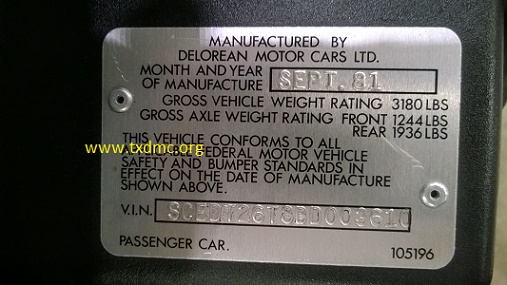 MANUFACTURED BY
DELOREAN MOTOR CARS LTD.
MONTH AND YEAR
OF MANUFACTURE SEPT.81
GROSS VEHICLE WEIGHT RATING 3180 LBS
GROSS AXLE WEIGHT RATING FRONT 1244 LBS
REAR 1936 LBS
THIS VEHICLE CONFORMS TO ALL
www.txdmc.org
FEDERAL MOTOR VEHICLE
SAFETY AND BUMPER STANDARDS IN
EFFECT ON THE DATE OF MANUFACTURE
SHOWN ABOVE.
V.I.N.
PASSENGER CAR.
105196